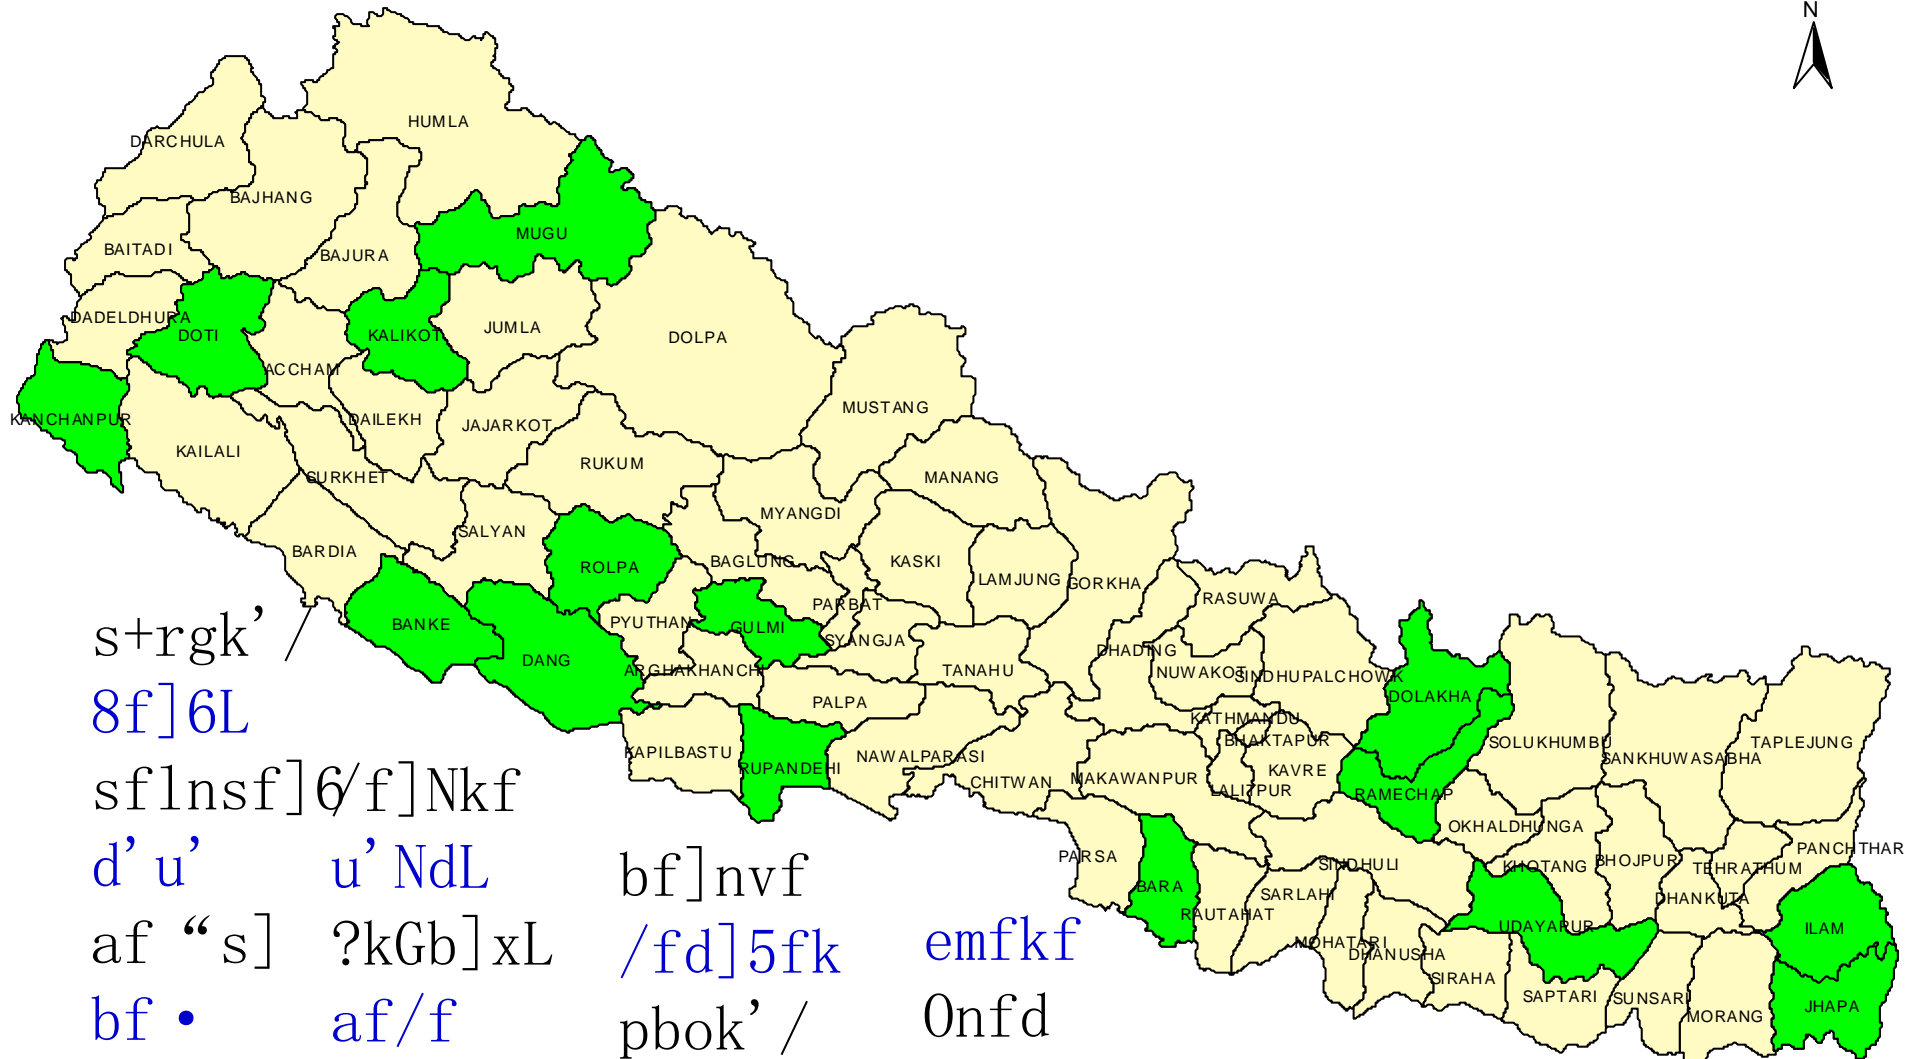 N
HUMLA
DARCHULA
BAJHANG
MUGU
BAITADI
BAJURA
DADELDHURA
DOTI
KALIKOT
JUMLA
DOLPA
ACCHAM
MUSTANG
KANCHANPUR
DAILEKH
JAJARKOT
KAILALI
RUKUM
SURKHET
MANANG
MYANGDI
SALYAN
BARDIA
BAGLUNG
KASKI
ROLPA
LAMJUNG
GORKHA
RASUWA
PARBAT
BANKE
PYUTHAN
GULMI
SYANGJA
DHADING
DANG
ARGHAKHANCHI
TANAHU
NUWAKOT
SINDHUPALCHOWK
DOLAKHA
PALPA
KATHMANDU
BHAKTAPUR
SOLUKHUMBU
TAPLEJUNG
KAPILBASTU
RUPANDEHI
NAWALPARASI
CHITWAN
MAKAWANPUR
KAVRE
LALITPUR
SANKHUWASABHA
RAMECHAP
OKHALDHUNGA
PARSA
SINDHULI
KHOTANG
BHOJPUR
TEHRATHUM
PANCHTHAR
BARA
SARLAHI
DHANKUTA
RAUTAHAT
UDAYAPUR
ILAM
MOHATARI
DHANUSHA
SIRAHA
SAPTARI
SUNSARI
MORANG
JHAPA
s+rgk'/
8f]6L
sflnsf]6/f]Nkf
d'u' u'NdL bf]nvf
af“s] ?kGb]xL /fd]5fk emfkf
bf• af/f pbok'/ Onfd